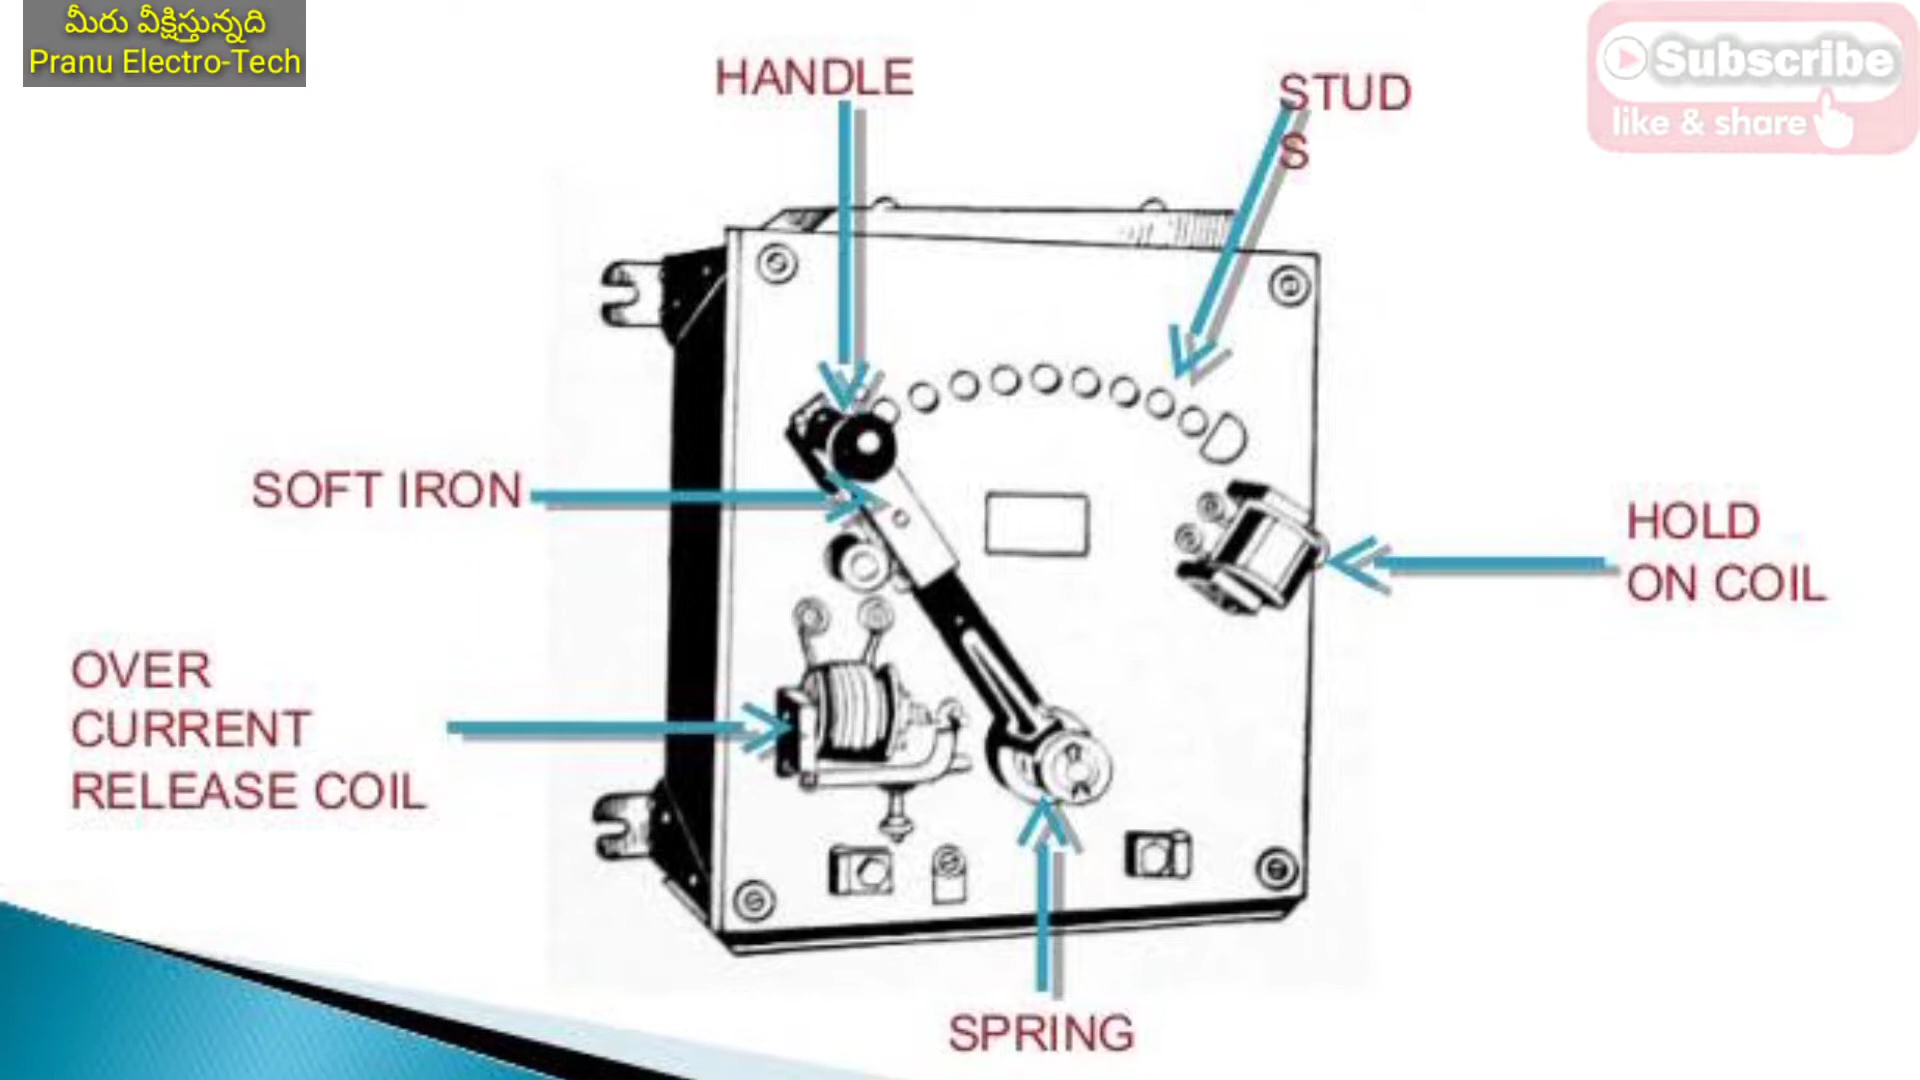 మీరు వీక్షిస్తున్నది
Pranu Electro-Tech
Subscribe
like & share
HANDLE
STUD
S
SOFT IRON
HOLD
ON COIL
OVER
CURRENT
RELEASE COIL
SPRING